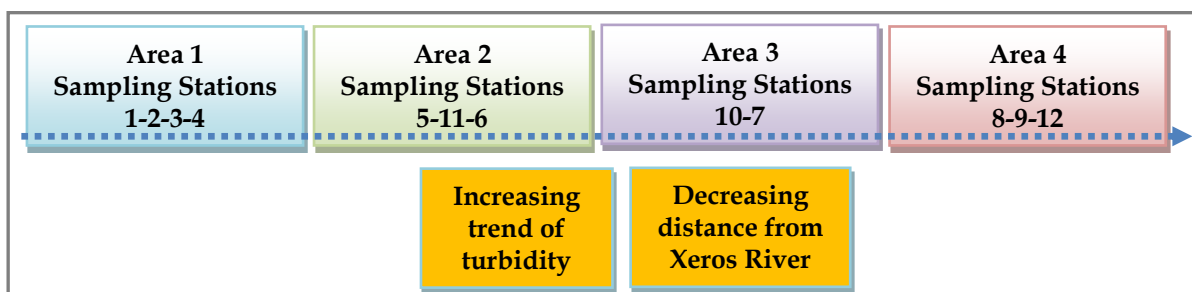 Area 1
Sampling Stations
1-2-3-4
Area 2
Sampling Stations
5-11-6
Area 3
Sampling Stations
10-7
Area 4
Sampling Stations
8-9-12
Increasing
trend of
turbidity
Decreasing
distance from
Xeros River